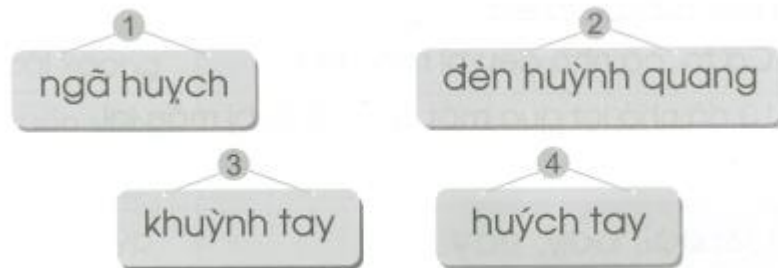 1
ngã huỵch
2
đèn huỳnh quang
3
khuỳnh tay
4
huých tay